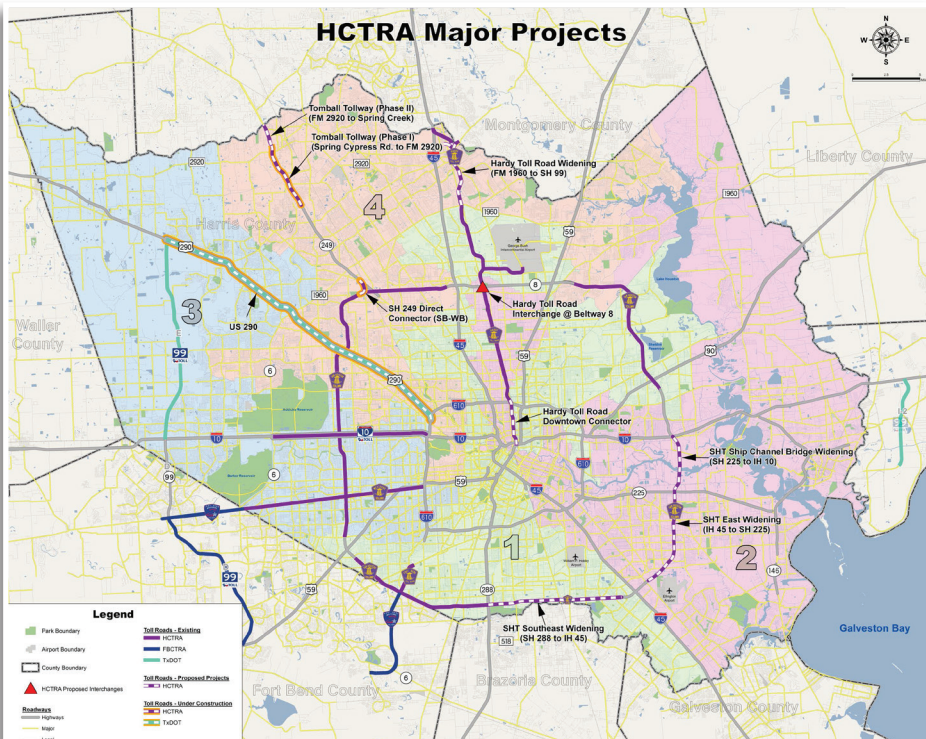 HCTRA Major Projects
N
W
E
S
Tomball Tollway (Phase II)
(FM 2920 to Spring Creek)
Tomball Tollway (Phase I)
(Spring Cypress Rd. to FM 2920)
Montgomery County
Liberty County
45
Hardy Toll Road Widening
(FM 1960 to SH 99)
2920
2920
1960
1960
4
Harris County
59
249
290
8
1960
SH 249 Direct
Connector (SB-WB)
Hardy Toll Road
Interchange @ Beltway 8
3
US 290
Waller
County
99
45
59
90
6
290
610
Hardy Toll Road
Downtown Connector
10
10
10
10
SHT Ship Channel Bridge Widening
(SH 225 to IH 10)
6
99
59
610
45
225
610
SHT East Widening
(IH 45 to SH 225)
1
2
99
59
288
146
45
SHT Southeast Widening
(SH 288 to IH 45)
518
6
Galveston Bay
Fort Bend County
Brazoria County
Galveston County
Legend
Park Boundary
Airport Boundary
County Boundary
HCTRA Proposed Interchanges
Roadways
Highways
Major
Toll Roads - Existing
HCTRA
FBCTRA
TxDOT
Toll Roads - Proposed Projects
HCTRA
Toll Roads - Under Construction
HCTRA
TxDOT